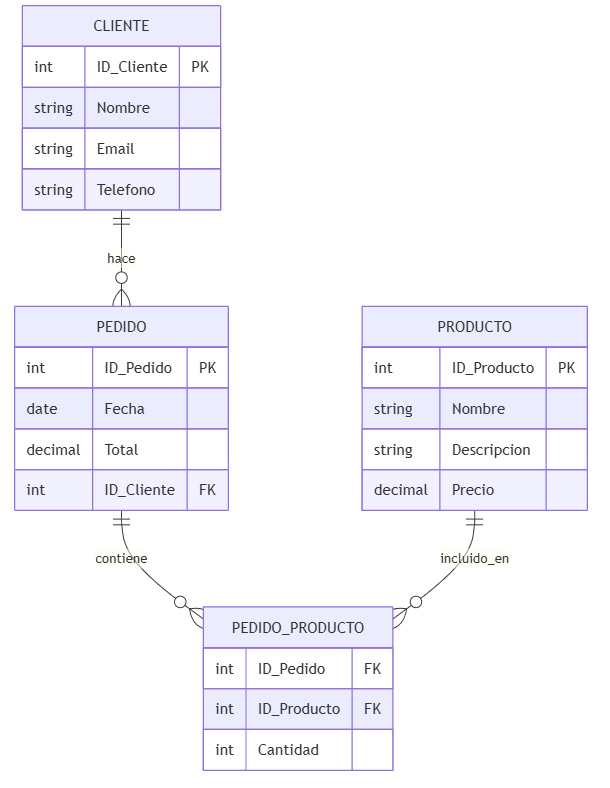 CLIENTE
int ID_Cliente PK
string Nombre
string Email
string Telefono
hace
PEDIDO
int ID_Pedido PK
date Fecha
decimal Total
int ID_Cliente FK
PRODUCTO
int ID_Producto PK
string Nombre
string Descripcion
decimal Precio
contiene
incluido_en
PEDIDO_PRODUCTO
int ID_Pedido FK
int ID_Producto FK
int Cantidad